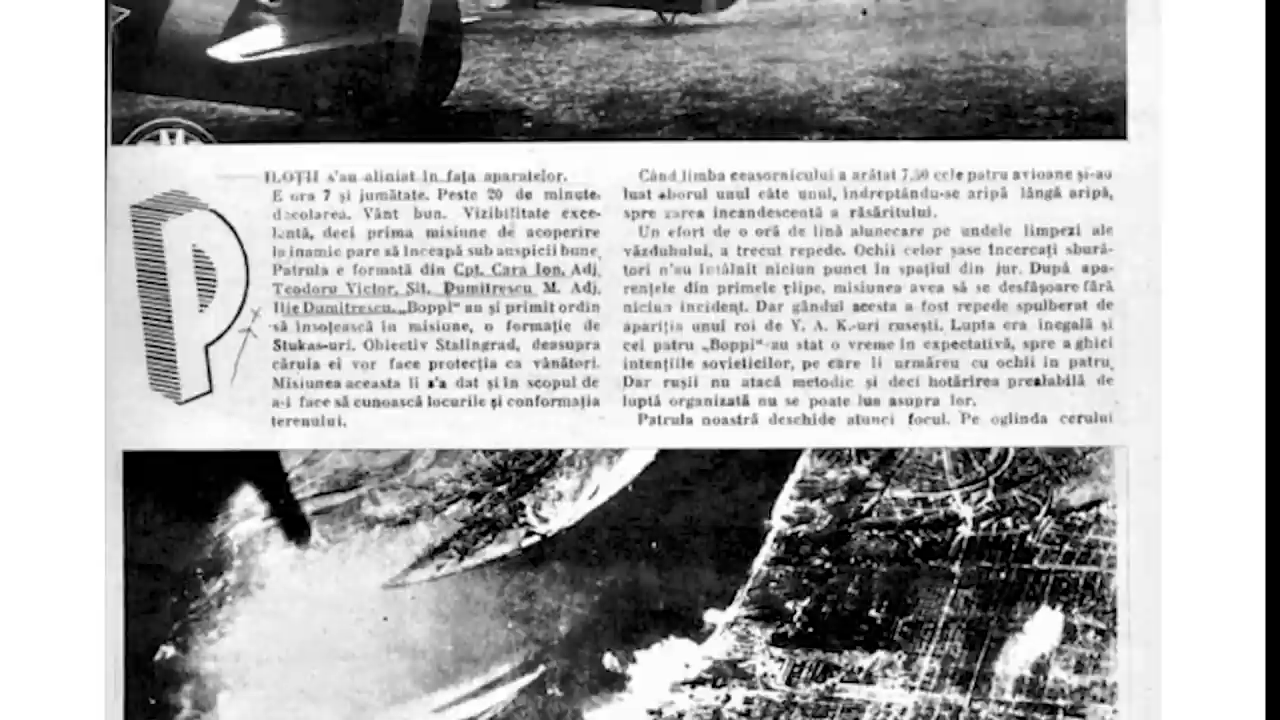 P
ILOȚII s'au aliniat în fața aparatelor.
E ora 7 și jumătate. Peste 20 de minute,
decolarea. Vânt bun. Vizibilitate exce-
lentă, deci prima misiune de acoperire
la inamic pare să înceapă sub auspicii bune.
Patrula e formată din Cpt. Cara Ion, Adj.
Teodoru Victor, Slt. Dumitrescu M. Adj.
Ilie Dumitrescu. „Boppi" au și primit ordin
să însoțească în misiune, o formație de
Stukas-uri. Obiectiv Stalingrad, deasupra
căruia ei vor face protecția ca vânători.
Misiunea aceasta li s'a dat și în scopul de
a-i face să cunoască locurile și conformația
terenului.
Când limba ceasornicului a arătat 7,50 cele patru avioane și-au
luat sborul unul câte unul, îndreptându-se aripă lângă aripă,
spre zarea incandescentă a răsăritului.
Un efort de o oră de lină alunecare pe undele limpezi ale
văzduhului, a trecut repede. Ochii celor șase încercați sbură-
tori n'au întâlnit niciun punct în spațiul din jur. După apa-
rențele din primele clipe, misiunea avea să se desfășoare fără
niciun incident. Dar gândul acesta a fost repede spulberat de
apariția unui roi de Y. A. K.-uri rusești. Lupta era inegală și
cei patru „Boppi" au stat o vreme în expectativă, spre a ghici
intențiile sovieticilor, pe care îi urmăreu cu ochii în patru.
Dar rușii nu atacă metodic și deci hotărîrea prealabilă de
luptă organizată nu se poate lua asupra lor.
Patrula noastră deschide atunci focul. Pe oglinda cerului